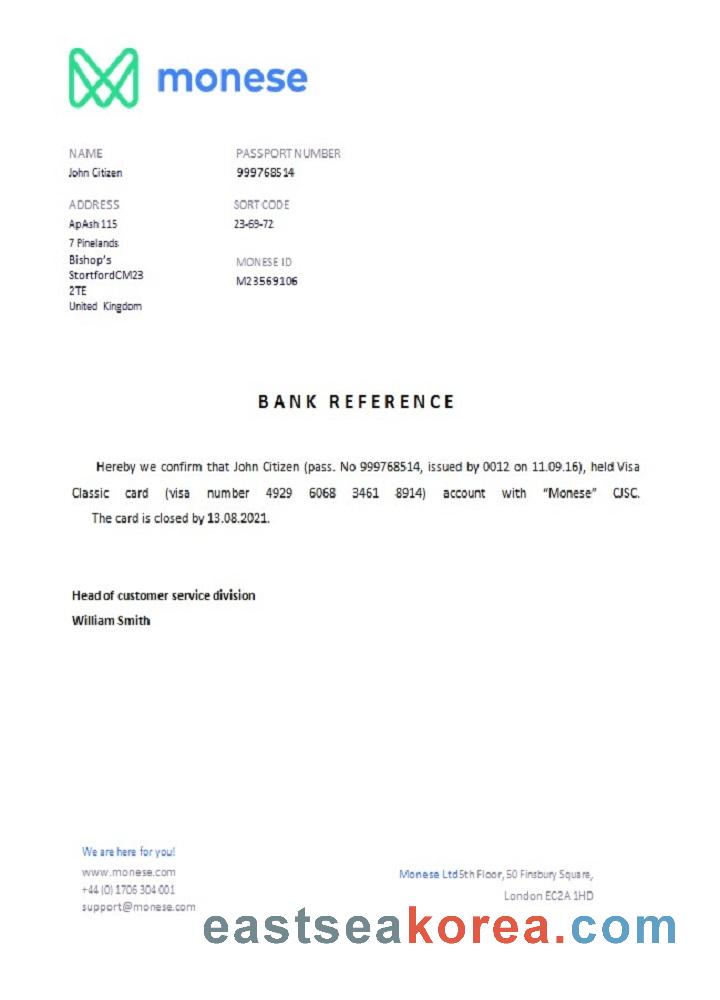 monese
NAME
John Citizen
PASSPORT NUMBER
999768514
ADDRESS
ApAsh 115
7 Pinelands
Bishop's
StortfordCM23
2TE
United Kingdom
SORT CODE
23-69-72
MONESE ID
M23569106
BANK REFERENCE
Hereby we confirm that John Citizen (pass. No 999768514, issued by 0012 on 11.09.16), held Visa
Classic card (visa number 4929 6068 3461 8914) account with “Monese” CJSC.
The card is closed by 13.08.2021.
Head of customer service division
William Smith
We are here for you!
www.monese.com
+44 (0) 1706 304 001
support@monese.com
Monese Ltd5th Floor, 50 Finsbury Square,
London EC2A 1HD
eastseakorea.com